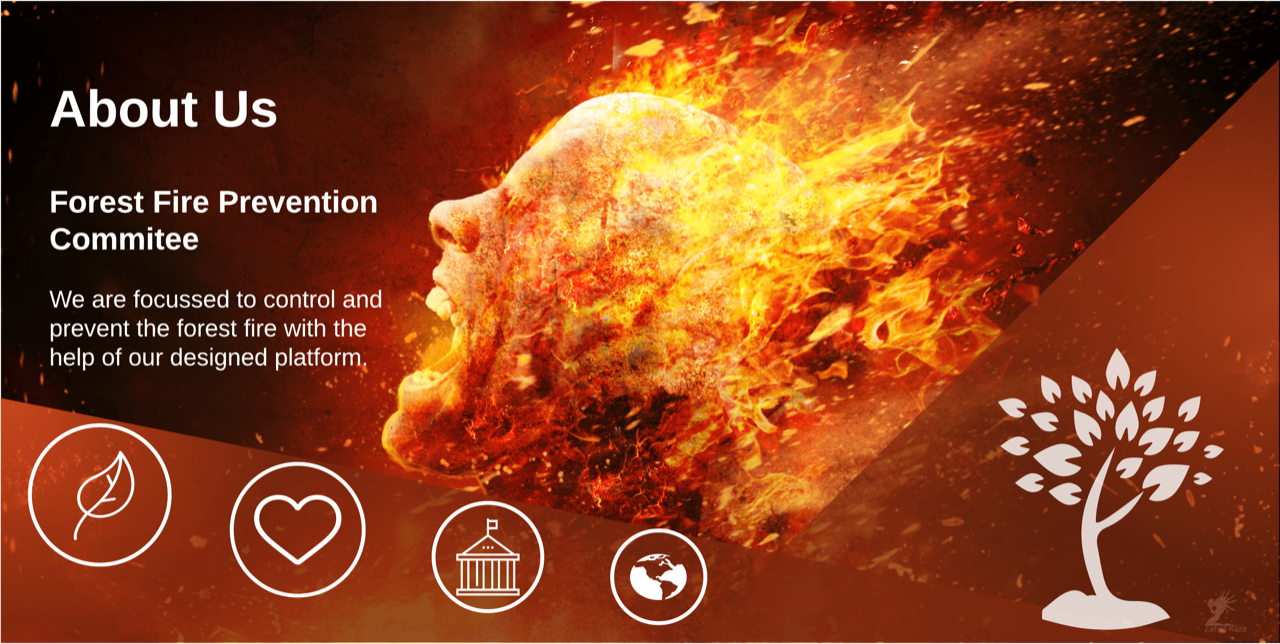 About Us
Forest Fire Prevention
Commitee
We are focussed to control and
prevent the forest fire with the
help of our designed platform.